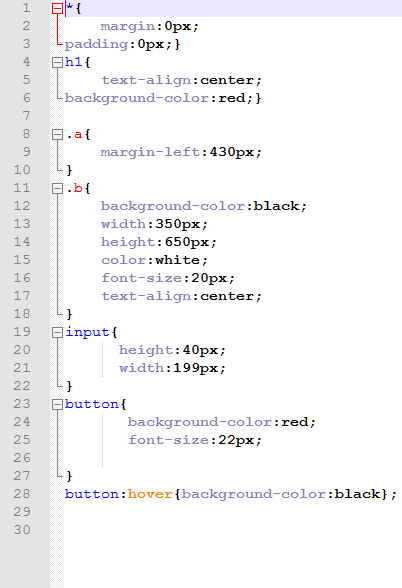 1 *{
2 margin:0px;
3 padding:0px;}
4 h1{
5 text-align:center;
6 background-color:red;}
7
8 .a{
9 margin-left:430px;
10 }
11 .b{
12 background-color:black;
13 width:350px;
14 height:650px;
15 color:white;
16 font-size:20px;
17 text-align:center;
18 }
19 input{
20 height:40px;
21 width:199px;
22 }
23 button{
24 background-color:red;
25 font-size:22px;
26
27 }
28 button:hover{background-color:black};
29
30